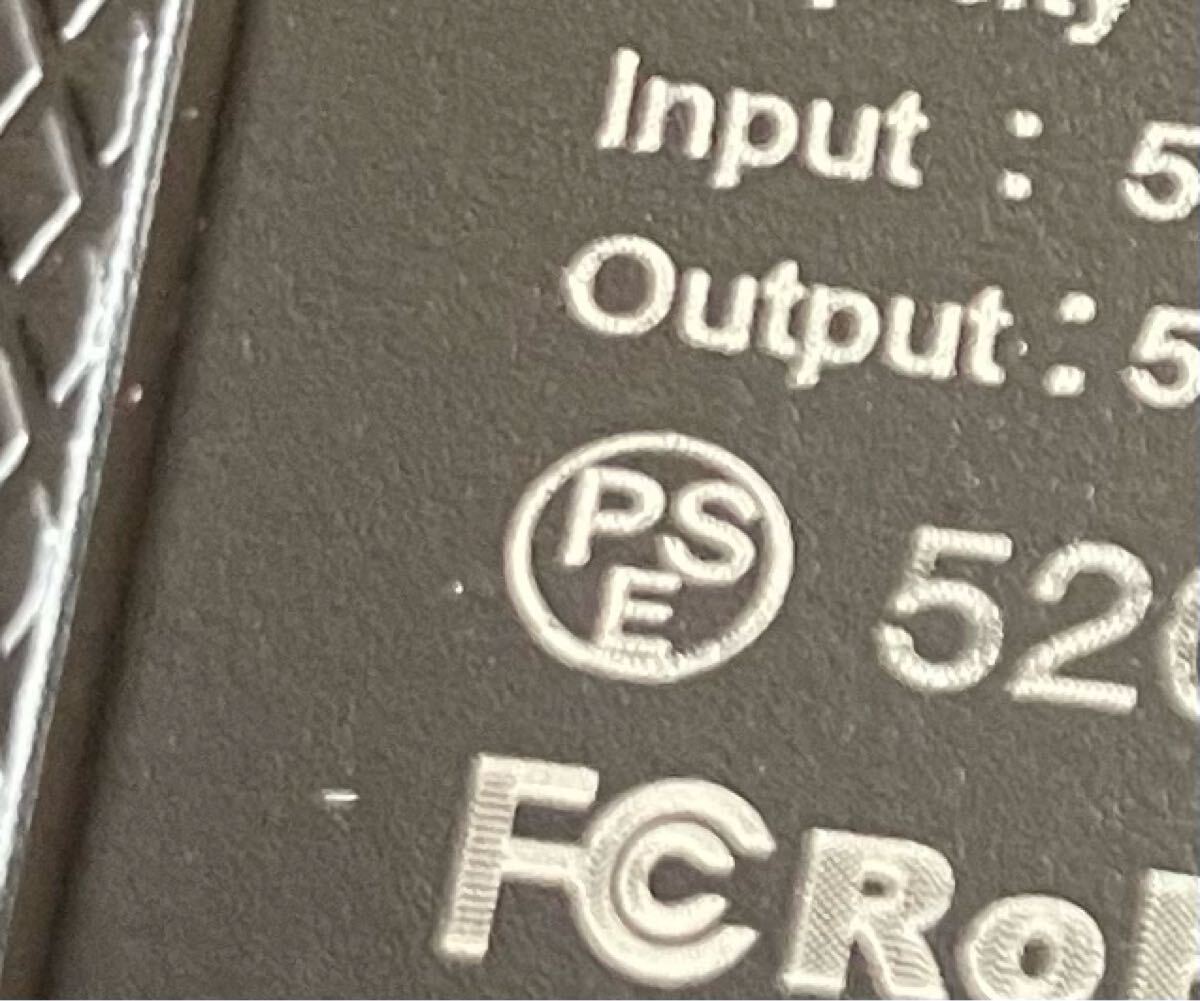 Input : 5
Output : 5
PSE 52
FC Ro